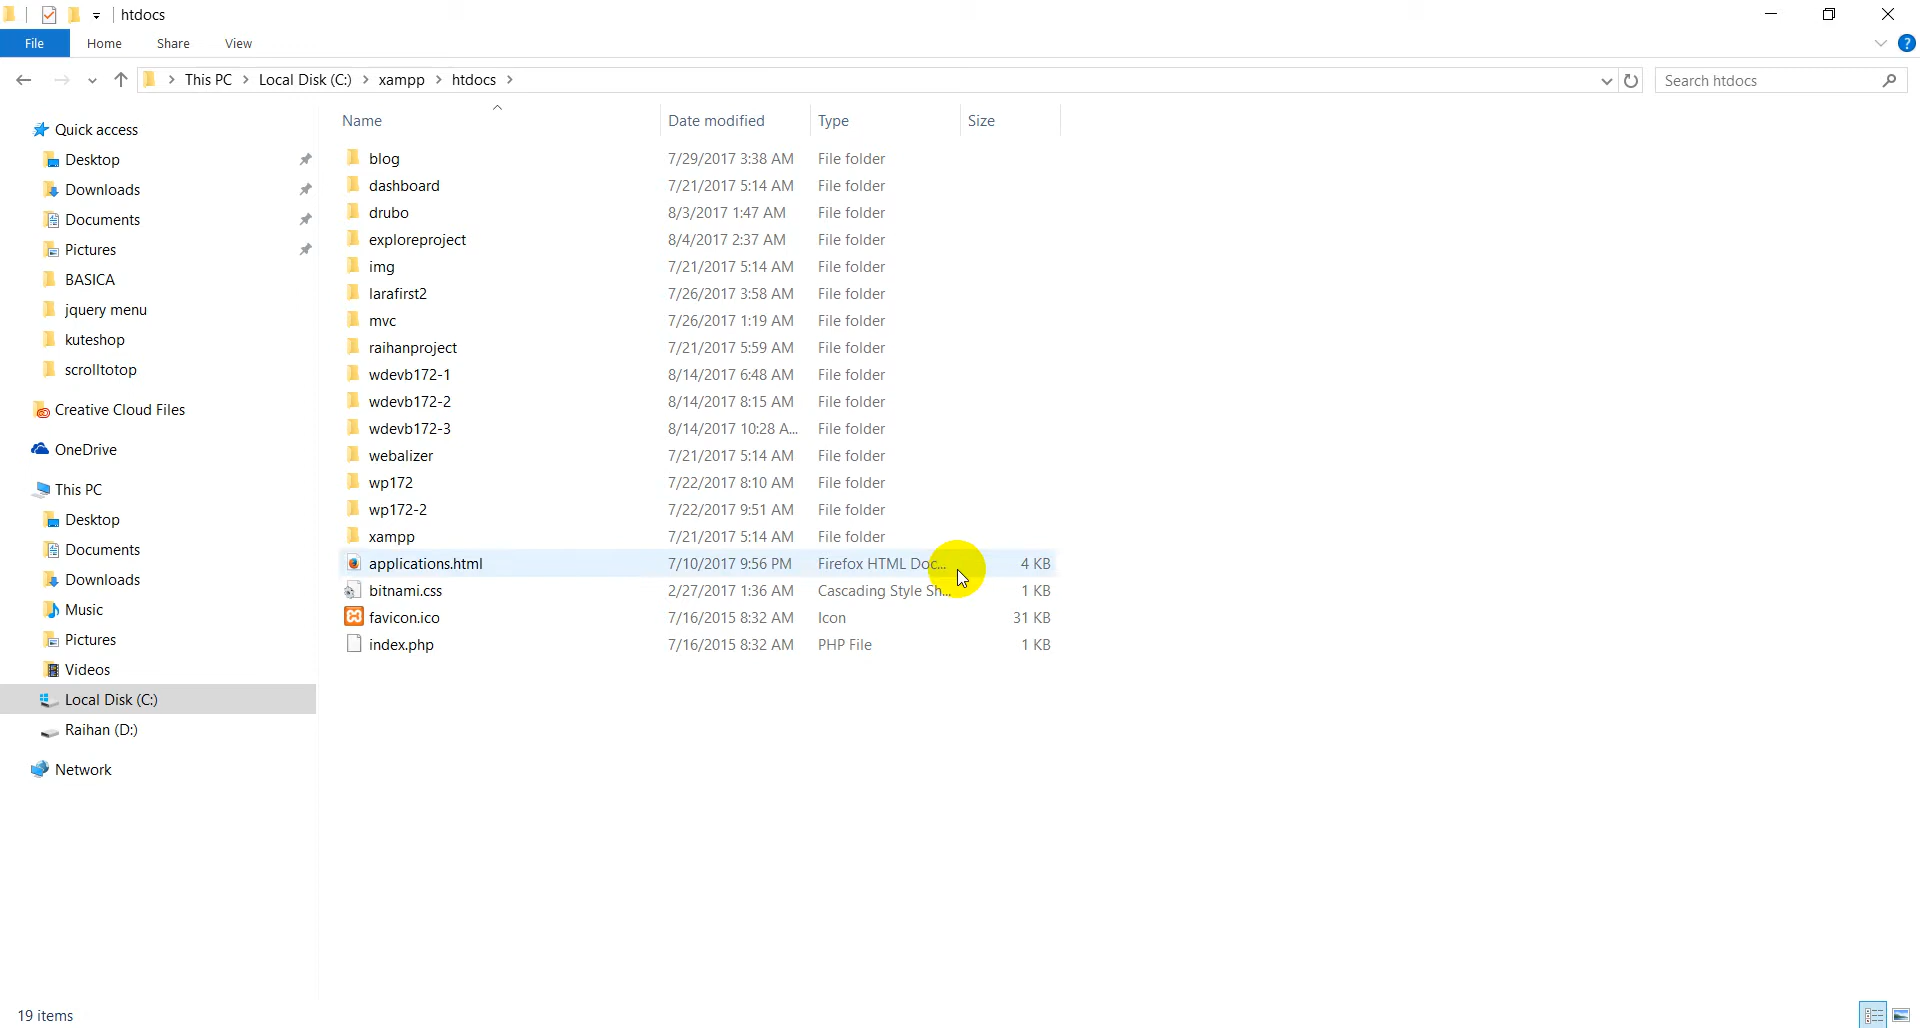 htdocs
File Home Share View
This PC Local Disk (C:) xampp htdocs Search htdocs
Quick access
Desktop
Downloads
Documents
Pictures
BASICA
jquery menu
kuteshop
scrolltotop
Creative Cloud Files
OneDrive
This PC
Desktop
Documents
Downloads
Music
Pictures
Videos
Local Disk (C:)
Raihan (D:)
Network
Name Date modified Type Size
blog 7/29/2017 3:38 AM File folder
dashboard 7/21/2017 5:14 AM File folder
drubo 8/3/2017 1:47 AM File folder
exploreproject 8/4/2017 2:37 AM File folder
img 7/21/2017 5:14 AM File folder
larafirst2 7/26/2017 3:58 AM File folder
mvc 7/26/2017 1:19 AM File folder
raihanproject 7/21/2017 5:59 AM File folder
wdevb172-1 8/14/2017 6:48 AM File folder
wdevb172-2 8/14/2017 8:15 AM File folder
wdevb172-3 8/14/2017 10:28 A... File folder
webalizer 7/21/2017 5:14 AM File folder
wp172 7/22/2017 8:10 AM File folder
wp172-2 7/22/2017 9:51 AM File folder
xampp 7/21/2017 5:14 AM File folder
applications.html 7/10/2017 9:56 PM Firefox HTML Doc... 4 KB
bitnami.css 2/27/2017 1:36 AM Cascading Style Sh... 1 KB
favicon.ico 7/16/2015 8:32 AM Icon 31 KB
index.php 7/16/2015 8:32 AM PHP File 1 KB
19 items